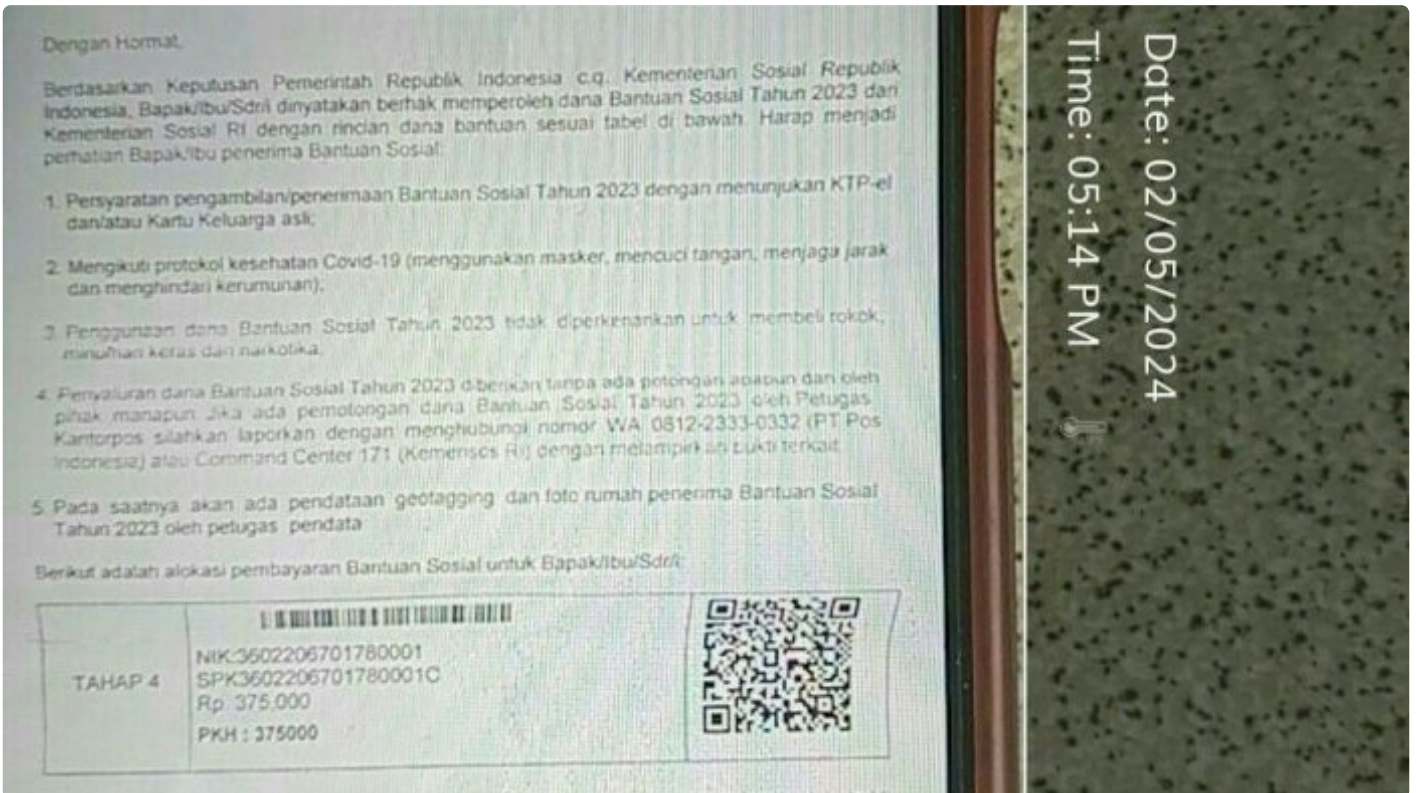 Dengan Hormat,
Berdasarkan Keputusan Pemerintah Republik Indonesia c.q. Kementerian Sosial Republik
Indonesia, Bapak/Ibu/Sdr/i dinyatakan berhak memperoleh dana Bantuan Sosial Tahun 2023 dari
Kementerian Sosial RI dengan rincian dana bantuan sesuai tabel di bawah. Harap menjadi
perhatian Bapak/Ibu penerima Bantuan Sosial:
1. Persyaratan pengambilan/penerimaan Bantuan Sosial Tahun 2023 dengan menunjukan KTP-el
dan/atau Kartu Keluarga asli;
2. Mengikuti protokol kesehatan Covid-19 (menggunakan masker, mencuci tangan, menjaga jarak
dan menghindari kerumunan);
3. Penggunaan dana Bantuan Sosial Tahun 2023 tidak diperkenankan untuk membeli rokok,
minuman keras dan narkotika.
4. Penyaluran dana Bantuan Sosial Tahun 2023 diberikan tanpa ada potongan apapun dan oleh
pihak manapun. Jika ada pemotongan dana Bantuan Sosial Tahun 2023 oleh Petugas
Kantorpos silahkan laporkan dengan menghubungi nomor WA 0812-2333-0332 (PT Pos
Indonesia) atau Command Center 171 (Kemensos RI) dengan melampirkan bukti terkait.
5. Pada saatnya akan ada pendataan geotagging dan foto rumah penerima Bantuan Sosial
Tahun 2023 oleh petugas pendata
Berikut adalah alokasi pembayaran Bantuan Sosial untuk Bapak/Ibu/Sdr/i:
TAHAP 4
NIK:3602206701780001
SPK3602206701780001C
Rp. 375.000
PKH : 375000
Date: 02/05/2024
Time: 05:14 PM